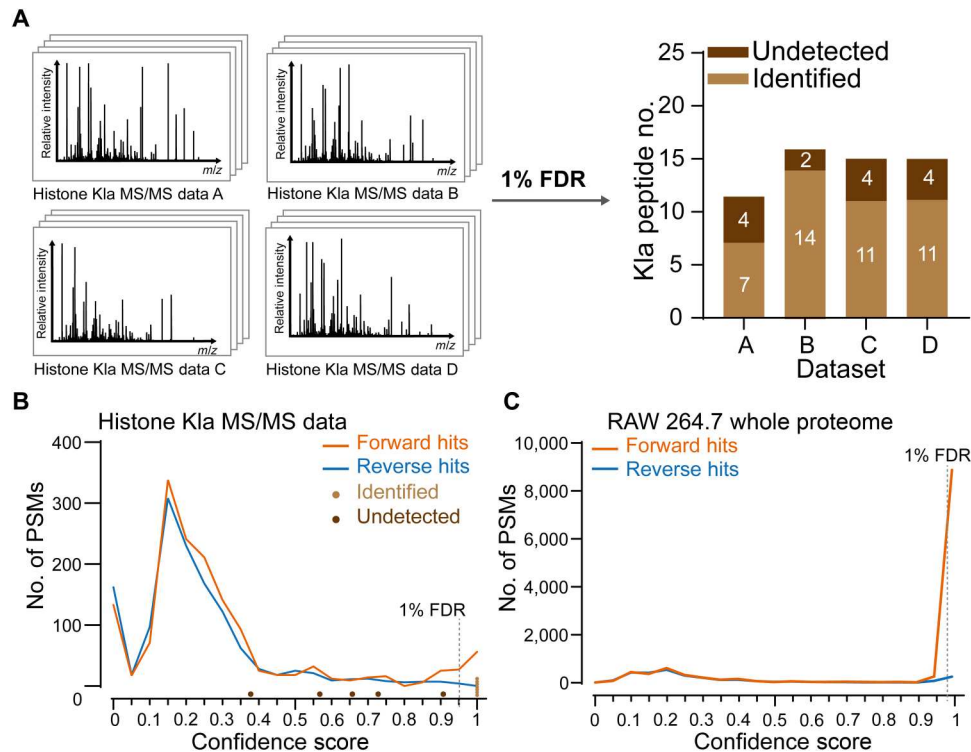 A
Relative intensity
m/z
Histone Kla MS/MS data A
Relative intensity
m/z
Histone Kla MS/MS data B
Relative intensity
m/z
Histone Kla MS/MS data C
Relative intensity
m/z
Histone Kla MS/MS data D
1% FDR
Undetected
Identified
Kla peptide no.
25
20
15
10
5
0
4
7
2
14
4
11
4
11
A B C D
Dataset
B
Histone Kla MS/MS data
Forward hits
Reverse hits
Identified
Undetected
1% FDR
No. of PSMs
400
300
200
100
0
0 0.1 0.2 0.3 0.4 0.5 0.6 0.7 0.8 0.9 1
Confidence score
C
RAW 264.7 whole proteome
Forward hits
Reverse hits
1% FDR
No. of PSMs
10,000
8,000
6,000
4,000
2,000
0
0 0.1 0.2 0.3 0.4 0.5 0.6 0.7 0.8 0.9 1
Confidence score